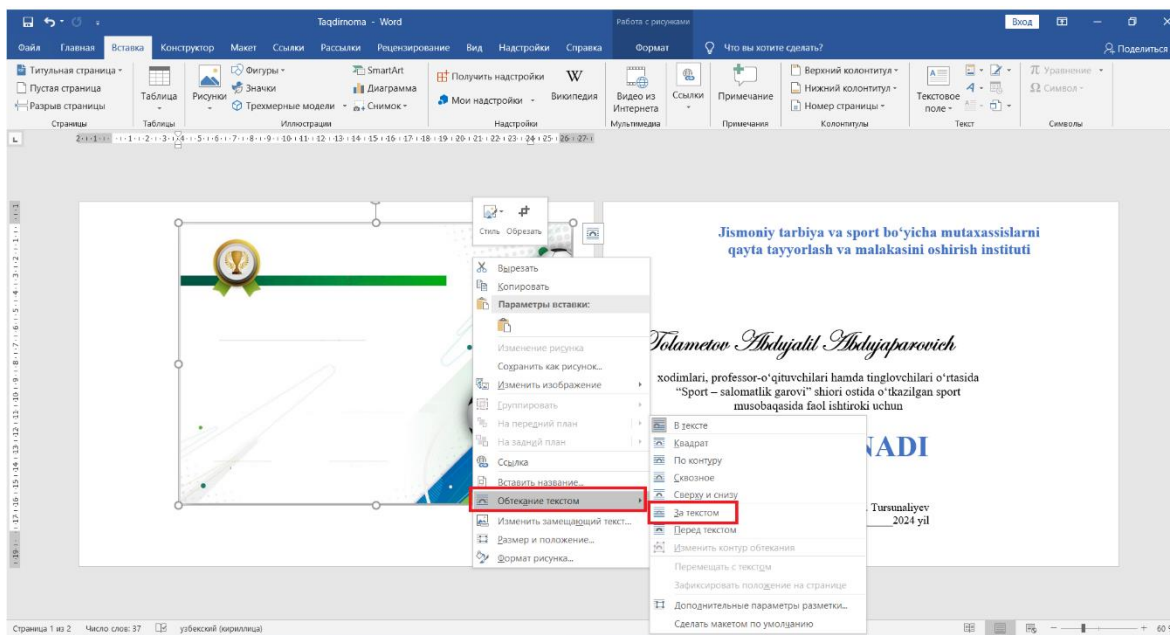 Taqdirnoma - Word
Работа с рисунками
Вход
Файл Главная Вставка Конструктор Макет Ссылки Рассылки Рецензирование Вид Надстройки Справка Формат Что вы хотите сделать? Поделиться
Титульная страница
Пустая страница
Разрыв страницы
Страницы
Таблица
Таблицы
Рисунки
Фигуры
Значки
Трехмерные модели
SmartArt
Диаграмма
Снимок
Иллюстрации
Получить надстройки
Мои надстройки
W
Википедия
Надстройки
Видео из Интернета
Мультимедиа
Ссылки
Примечание
Примечания
Верхний колонтитул
Нижний колонтитул
Номер страницы
Колонтитулы
Текстовое поле
Текст
π Уравнение
Ω Символ
Символы
Стиль Обрезать
Вырезать
Копировать
Параметры вставки:
Изменение рисунка
Сохранить как рисунок...
Изменить изображение
Группировать
На передний план
На задний план
Ссылка
Вставить название...
Обтекание текстом
Изменить замещающий текст...
Размер и положение...
Формат рисунка...
В тексте
Квадрат
По контуру
Сквозное
Сверху и снизу
За текстом
Перед текстом
Изменить контур обтекания
Перемещать с текстом
Зафиксировать положение на странице
Дополнительные параметры разметки...
Сделать макетом по умолчанию
Jismoniy tarbiya va sport bo‘yicha mutaxassislarni
qayta tayyorlash va malakasini oshirish instituti
Tolametov Abdujalil Abdujaparovich
xodimlari, professor-o‘qituvchilari hamda tinglovchilari o‘rtasida
“Sport – salomatlik garovi” shiori ostida o‘tkazilgan sport
musobaqasida faol ishtiroki uchun
NADI
Tursunaliyev
2024 yil
Страница 1 из 2 Число слов: 37 узбекский (кириллица) 60